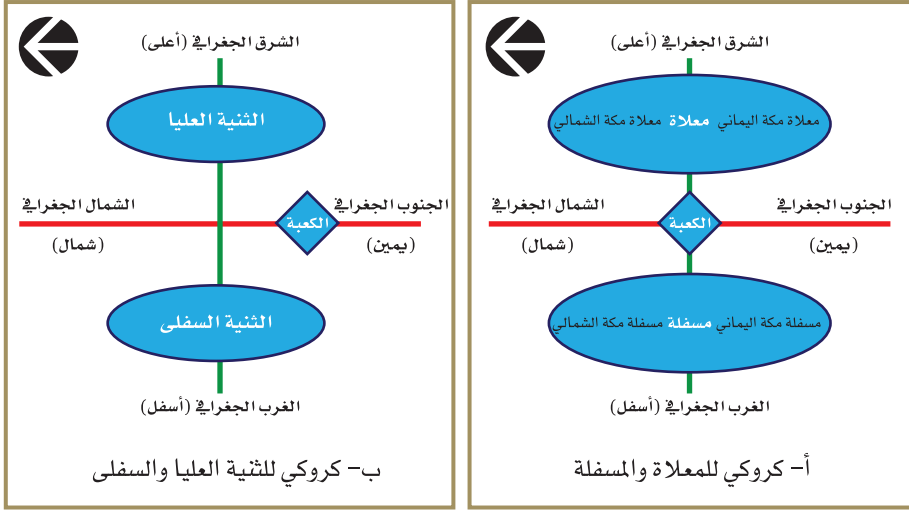 الشرق الجغرافي (أعلى)
معلاة مكة اليماني معلاة معلاة مكة الشمالي
الجنوب الجغرافي
الكعبة
الشمال الجغرافي
(يمين)
(شمال)
مسفلة مكة اليماني مسفلة مسفلة مكة الشمالي
الغرب الجغرافي (أسفل)
أ- كروكي للمعلاة والمسفلة
الشرق الجغرافي (أعلى)
الثنية العليا
الجنوب الجغرافي
الكعبة
الشمال الجغرافي
(يمين)
(شمال)
الثنية السفلى
الغرب الجغرافي (أسفل)
ب- كروكي للثنية العليا والسفلى